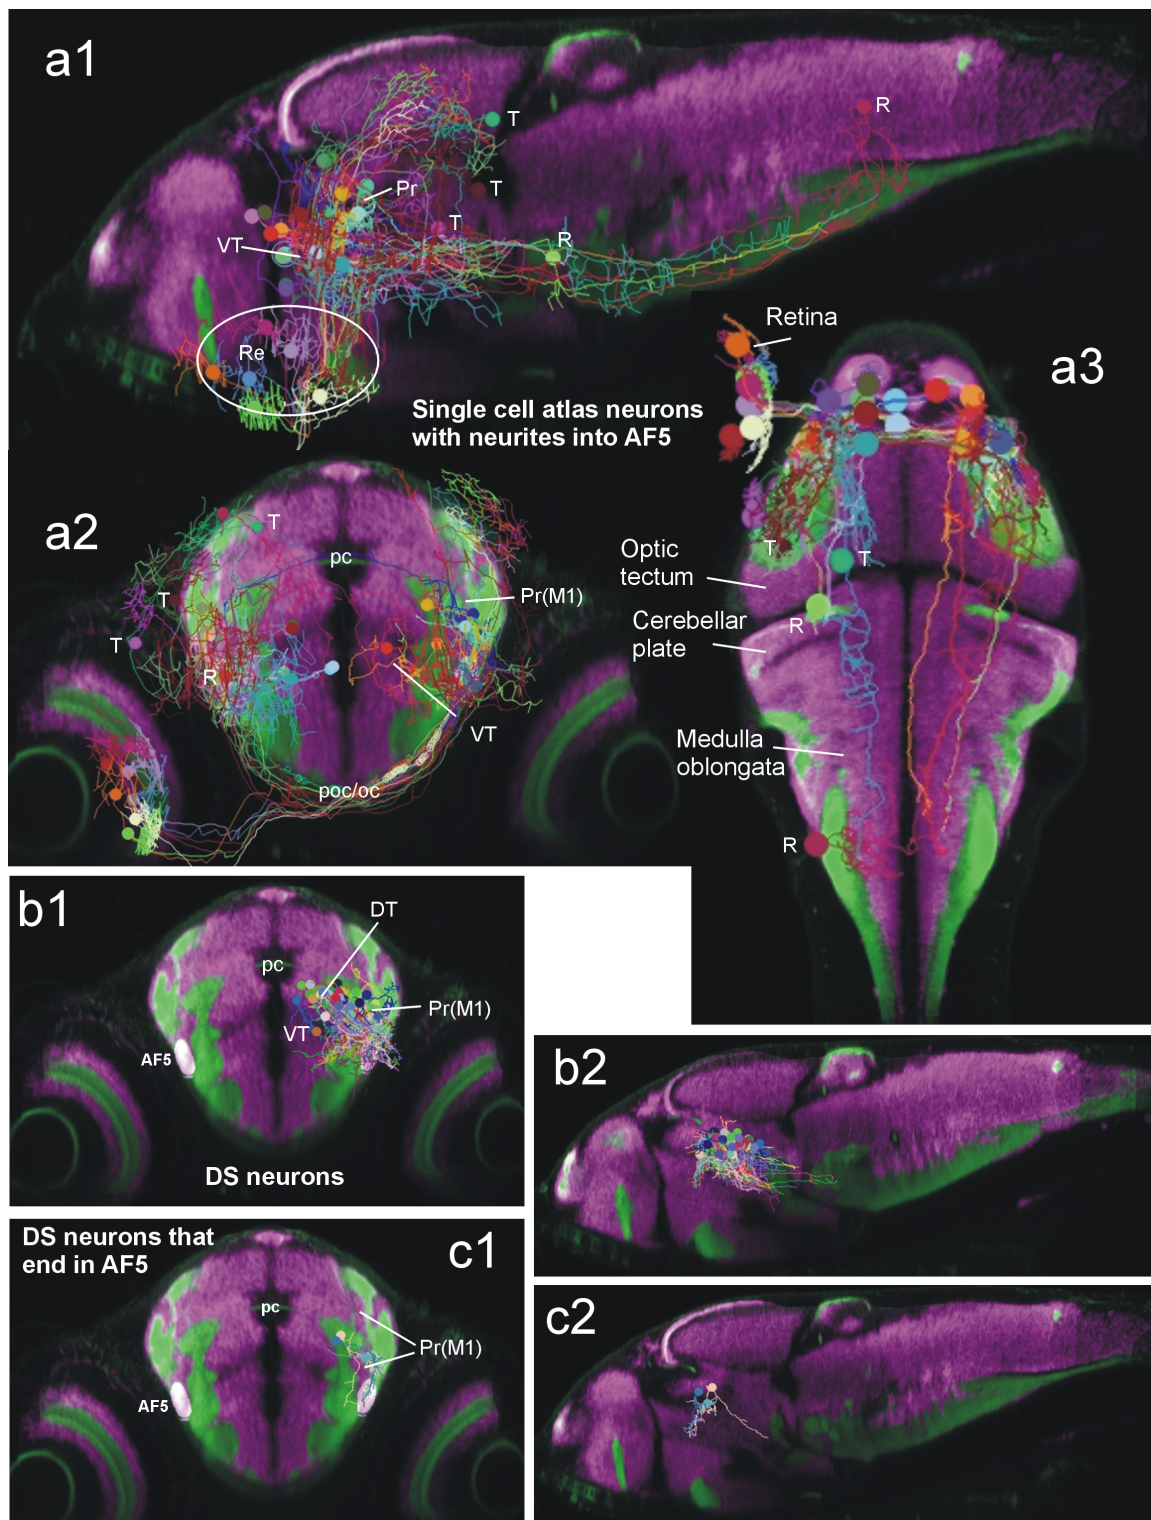 a1
R
T
Pr
T
T
VT
R
Re
Single cell atlas neurons
with neurites into AF5
Retina
a3
T
T
Optic
tectum
R
Cerebellar
plate
Medulla
oblongata
R
a2
T
pc
Pr(M1)
T
T
R
VT
poc/oc
b1
DT
pc
Pr(M1)
VT
AF5
DS neurons
b2
DS neurons that
end in AF5
c1
pc
Pr(M1)
AF5
c2